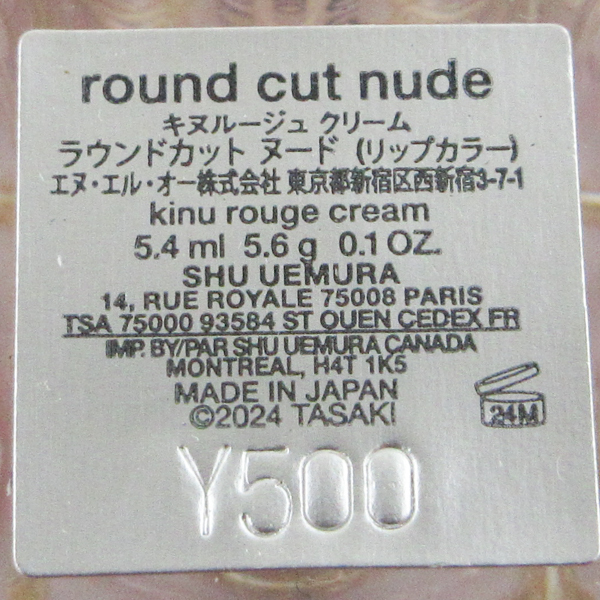 round cut nude
キヌルージュ クリーム
ラウンドカット ヌード (リップカラー)
エヌ・エル・オー株式会社 東京都新宿区西新宿3-7-1
kinu rouge cream
5.4 ml 5.6 g 0.1 OZ.
SHU UEMURA
14, RUE ROYALE 75008 PARIS
TSA 75000 93584 ST OUEN CEDEX FR
IMP. BY/PAR SHU UEMURA CANADA
MONTREAL, H4T 1K5
MADE IN JAPAN
©2024 TASAKI
24M
Y500